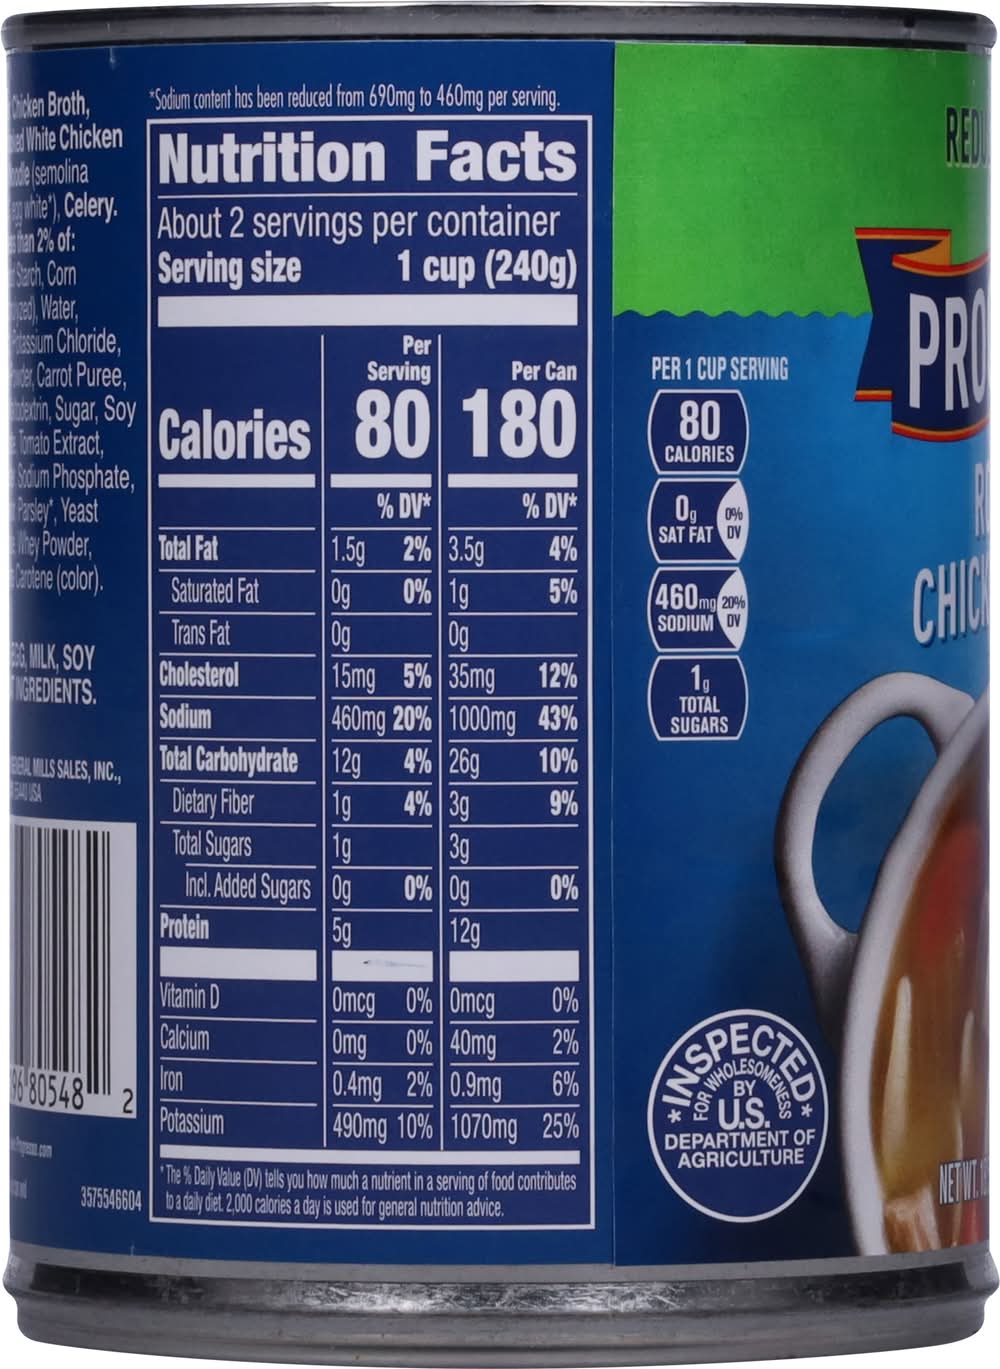 Chicken Broth,
White Chicken
(semolina
egg white*), Celery.
than 2% of:
Starch, Corn
Water,
Potassium Chloride,
Carrot Puree,
Sugar, Soy
Tomato Extract,
Sodium Phosphate,
Parsley*, Yeast
Whey Powder,
Carotene (color).
MILK, SOY
INGREDIENTS.
GENERAL MILLS SALES, INC.,
USA
96 80548 2
3575546604
*Sodium content has been reduced from 690mg to 460mg per serving.
Nutrition Facts
About 2 servings per container
Serving size 1 cup (240g)
Per Serving Per Can
Calories 80 180
% DV* % DV*
Total Fat 1.5g 2% 3.5g 4%
Saturated Fat 0g 0% 1g 5%
Trans Fat 0g 0g
Cholesterol 15mg 5% 35mg 12%
Sodium 460mg 20% 1000mg 43%
Total Carbohydrate 12g 4% 26g 10%
Dietary Fiber 1g 4% 3g 9%
Total Sugars 1g 3g
Incl. Added Sugars 0g 0% 0g 0%
Protein 5g 12g
Vitamin D 0mcg 0% 0mcg 0%
Calcium 0mg 0% 40mg 2%
Iron 0.4mg 2% 0.9mg 6%
Potassium 490mg 10% 1070mg 25%
*The % Daily Value (DV) tells you how much a nutrient in a serving of food contributes
to a daily diet. 2,000 calories a day is used for general nutrition advice.
REDU
PRO
PER 1 CUP SERVING
80
CALORIES
0g
SAT FAT
0%
DV
460mg
SODIUM
20%
DV
1g
TOTAL
SUGARS
CHICK
*INSPECTED*
FOR WHOLESOMENESS
BY
U.S.
DEPARTMENT OF
AGRICULTURE
NET WT.